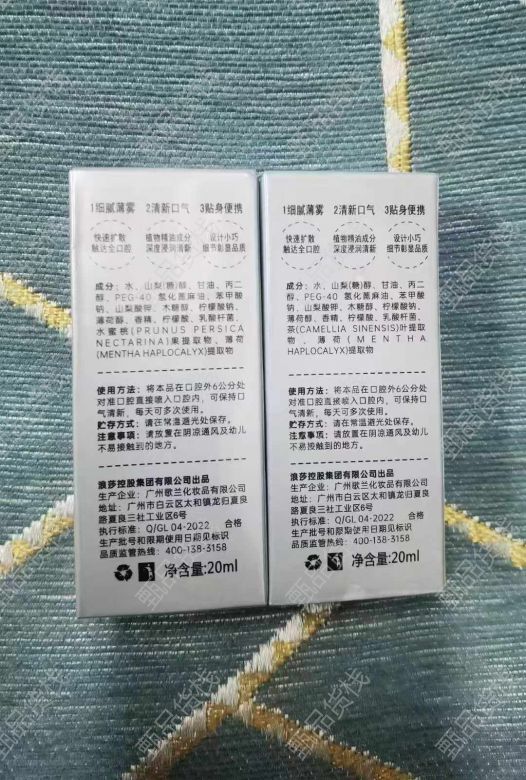 1细腻薄雾 2清新口气 3贴身便携
快速扩散
触达全口腔
植物精油成分
深度浸润清新
设计小巧
细节彰显品质
成分：水、山梨(糖)醇、甘油、丙二
醇、PEG-40 氢化蓖麻油、苯甲酸
钠、山梨酸钾、木糖醇、柠檬酸钠、
薄荷醇、香精、柠檬酸、乳酸杆菌、
水蜜桃(PRUNUS PERSICA
NECTARINA)果提取物、薄荷
(MENTHA HAPLOCALYX)提取物
使用方法：将本品在口腔外6公分处
对准口腔直接喷入口腔内，可保持口
气清新，每天可多次使用。
贮存方式：请在常温避光处保存。
注意事项：请放置在阴凉通风及幼儿
不易接触到的地方。
浪莎控股集团有限公司出品
生产企业：广州歌兰化妆品有限公司
地址：广州市白云区太和镇龙归夏良
路夏良三社工业区6号
执行标准：Q/GL 04-2022 合格
生产批号和限期使用日期见标识
品质监管热线：400-138-3158
净含量:20ml
1细腻薄雾 2清新口气 3贴身便携
快速扩散
触达全口腔
植物精油成分
深度浸润清新
设计小巧
细节彰显品质
成分：水、山梨(糖)醇、甘油、丙二
醇、PEG-40 氢化蓖麻油、苯甲酸
钠、山梨酸钾、木糖醇、柠檬酸钠、
薄荷醇、香精、柠檬酸、乳酸杆菌、
茶(CAMELLIA SINENSIS)叶提取
物、薄荷(MENTHA
HAPLOCALYX)提取物
使用方法：将本品在口腔外6公分处
对准口腔直接喷入口腔内，可保持口
气清新，每天可多次使用。
贮存方式：请在常温避光处保存。
注意事项：请放置在阴凉通风及幼儿
不易接触到的地方。
浪莎控股集团有限公司出品
生产企业：广州歌兰化妆品有限公司
地址：广州市白云区太和镇龙归夏良
路夏良三社工业区6号
执行标准：Q/GL 04-2022 合格
生产批号和限期使用日期见标识
品质监管热线：400-138-3158
净含量:20ml
甄品货栈